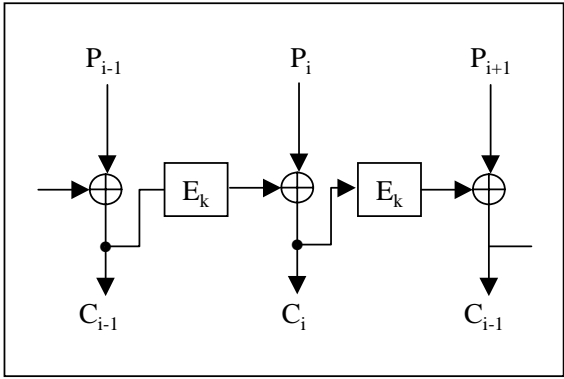 P_{i-1} P_i P_{i+1}
E_k E_k
C_{i-1} C_i C_{i-1}